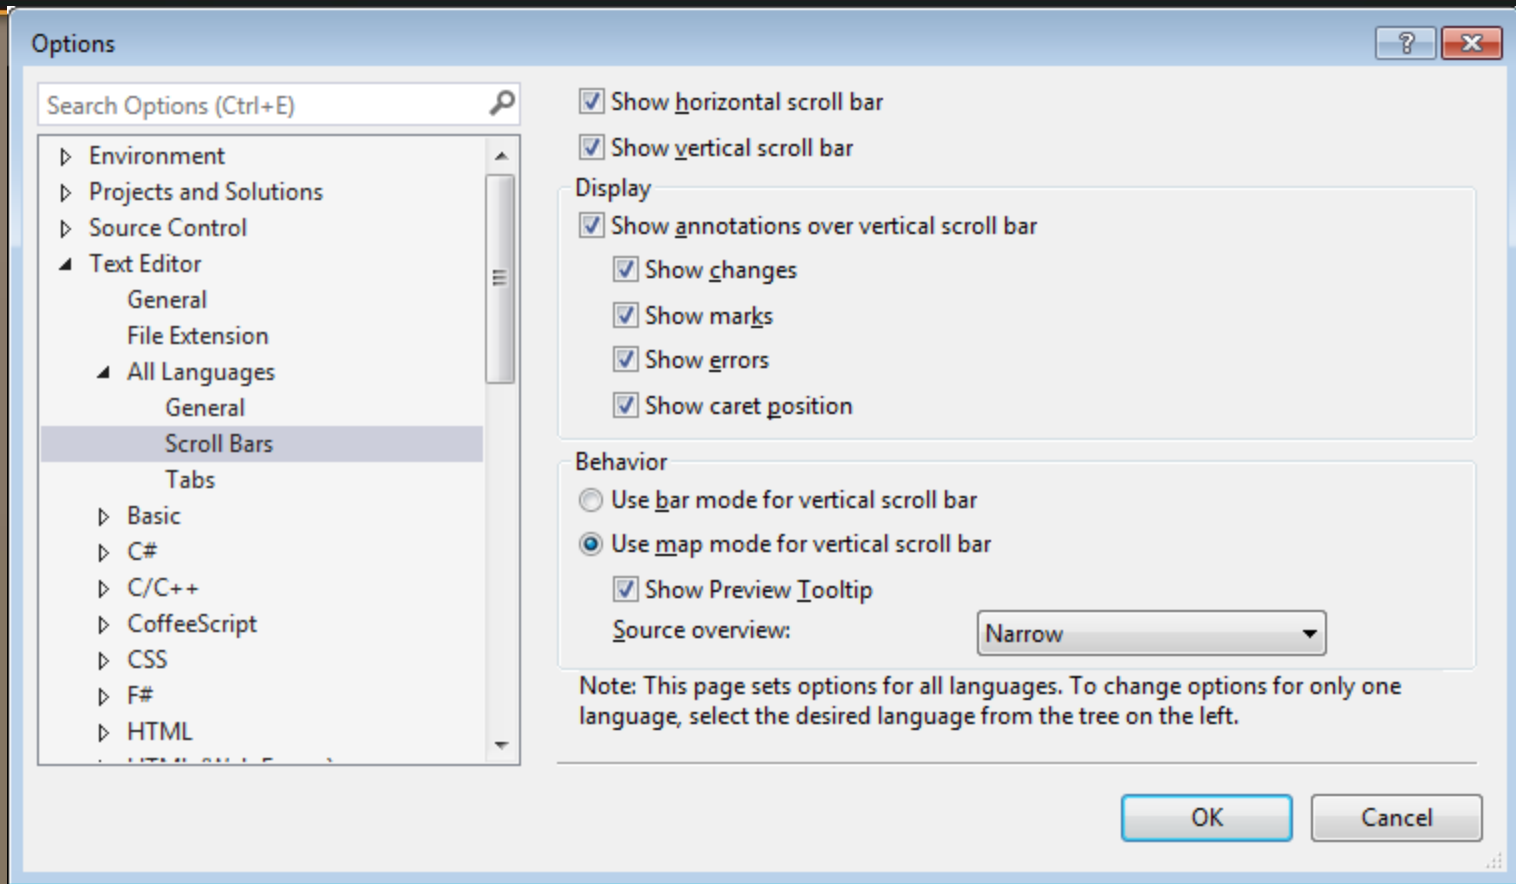 Options
Search Options (Ctrl+E)
Environment
Projects and Solutions
Source Control
Text Editor
General
File Extension
All Languages
General
Scroll Bars
Tabs
Basic
C#
C/C++
CoffeeScript
CSS
F#
HTML
Show horizontal scroll bar
Show vertical scroll bar
Display
Show annotations over vertical scroll bar
Show changes
Show marks
Show errors
Show caret position
Behavior
Use bar mode for vertical scroll bar
Use map mode for vertical scroll bar
Show Preview Tooltip
Source overview: Narrow
Note: This page sets options for all languages. To change options for only one
language, select the desired language from the tree on the left.
OK Cancel